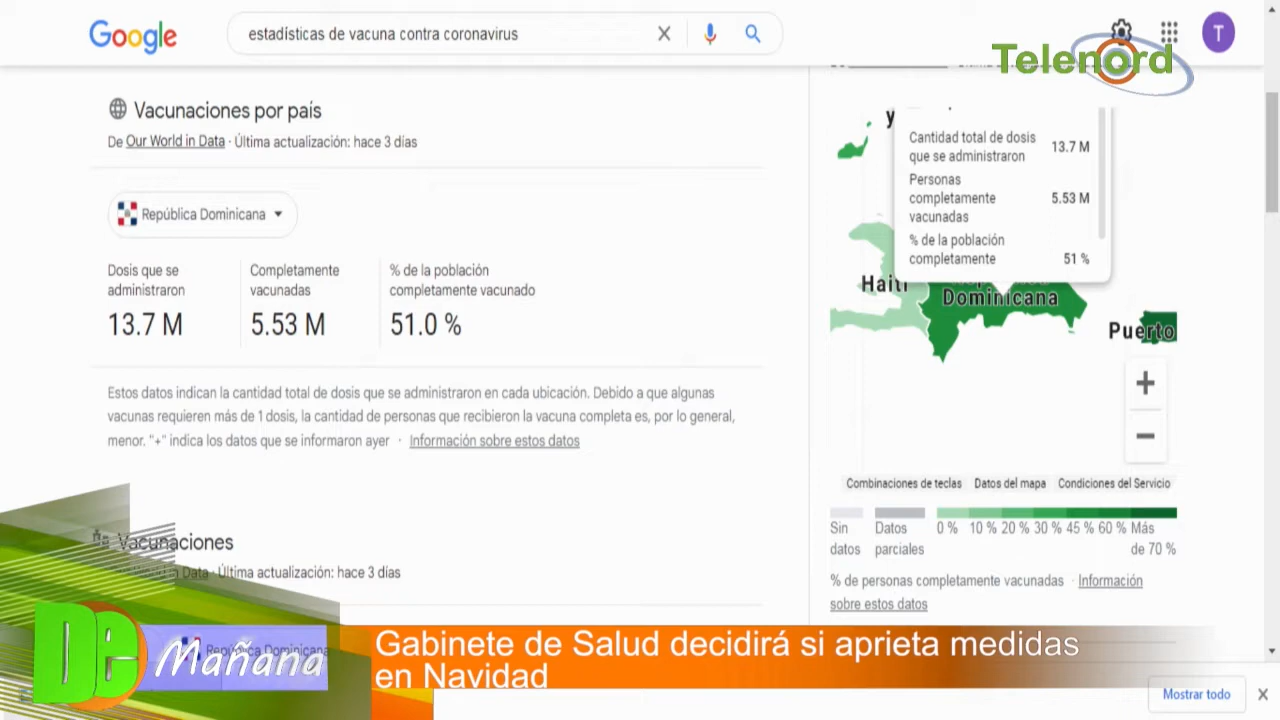 Google
estadísticas de vacuna contra coronavirus
T
Telenord
Vacunaciones por país
De Our World in Data · Última actualización: hace 3 días
República Dominicana
Dosis que se
administraron
13.7 M
Completamente
vacunadas
5.53 M
% de la población
completamente vacunado
51.0 %
Estos datos indican la cantidad total de dosis que se administraron en cada ubicación. Debido a que algunas
vacunas requieren más de 1 dosis, la cantidad de personas que recibieron la vacuna completa es, por lo general,
menor. "+" indica los datos que se informaron ayer · Información sobre estos datos
Vacunaciones
Data · Última actualización: hace 3 días
República Dominicana
y
Cantidad total de dosis
que se administraron
13.7 M
Personas
completamente
vacunadas
5.53 M
% de la población
completamente
51 %
Haití
Dominicana
Puerto
+
−
Combinaciones de teclas Datos del mapa Condiciones del Servicio
Sin
datos
Datos
parciales
0 % 10 % 20 % 30 % 45 % 60 % Más
de 70 %
% de personas completamente vacunadas · Información
sobre estos datos
De Mañana
Gabinete de Salud decidirá si aprieta medidas
en Navidad
Mostrar todo